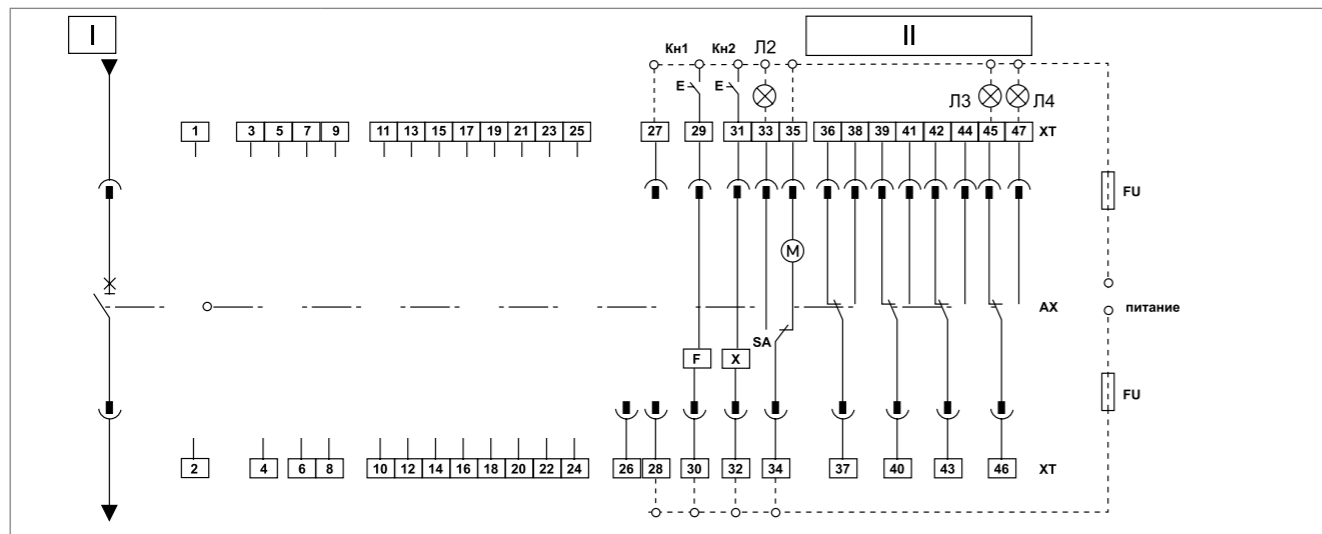 I II
Кн1 Кн2 Л2
E E Л3 Л4
1 3 5 7 9 11 13 15 17 19 21 23 25 27 29 31 33 35 36 38 39 41 42 44 45 47 XT
FU
M
AX питание
SA
F X
FU
2 4 6 8 10 12 14 16 18 20 22 24 26 28 30 32 34 37 40 43 46 XT